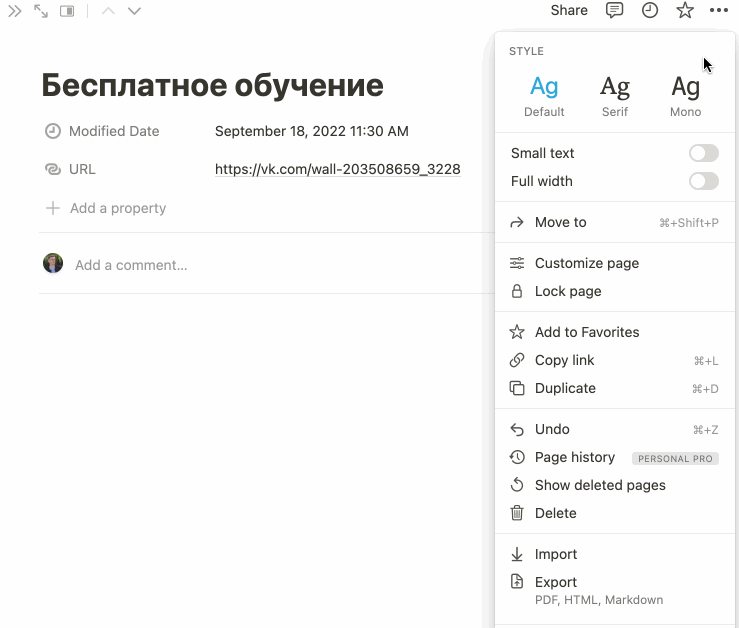 Share
Бесплатное обучение
Modified Date September 18, 2022 11:30 AM
URL https://vk.com/wall-203508659_3228
Add a property
Add a comment...
STYLE
Ag Ag Ag
Default Serif Mono
Small text
Full width
Move to ⌘+Shift+P
Customize page
Lock page
Add to Favorites
Copy link ⌘+L
Duplicate ⌘+D
Undo ⌘+Z
Page history PERSONAL PRO
Show deleted pages
Delete
Import
Export
PDF, HTML, Markdown